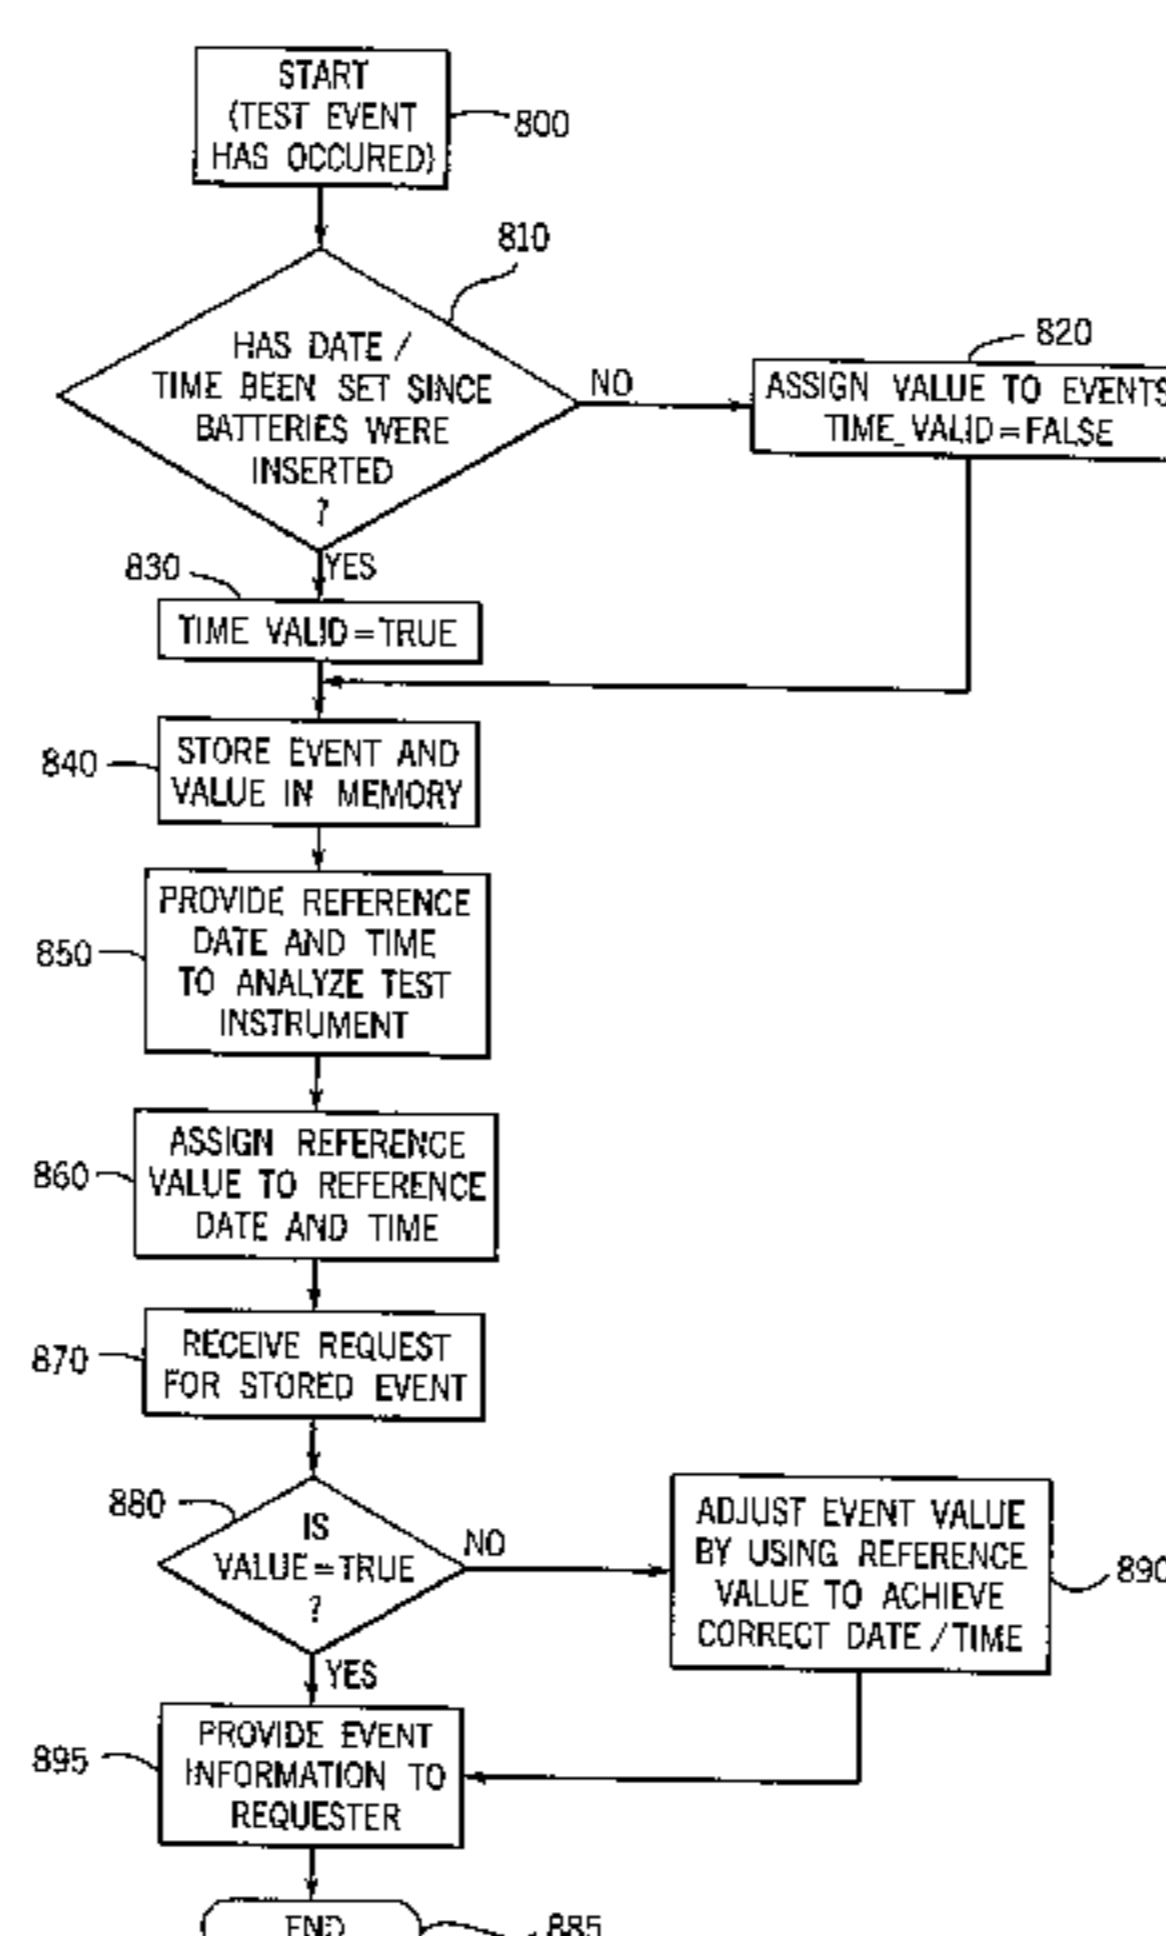 START
(TEST EVENT
HAS OCCURED)
800
810
HAS DATE /
TIME BEEN SET SINCE
BATTERIES WERE
INSERTED
?
NO
820
ASSIGN VALUE TO EVENTS
TIME_VALID=FALSE
YES
830
TIME VALID=TRUE
840
STORE EVENT AND
VALUE IN MEMORY
850
PROVIDE REFERENCE
DATE AND TIME
TO ANALYZE TEST
INSTRUMENT
860
ASSIGN REFERENCE
VALUE TO REFERENCE
DATE AND TIME
870
RECEIVE REQUEST
FOR STORED EVENT
880
IS
VALUE=TRUE
?
NO
ADJUST EVENT VALUE
BY USING REFERENCE
VALUE TO ACHIEVE
CORRECT DATE/TIME
890
YES
895
PROVIDE EVENT
INFORMATION TO
REQUESTER
END
885